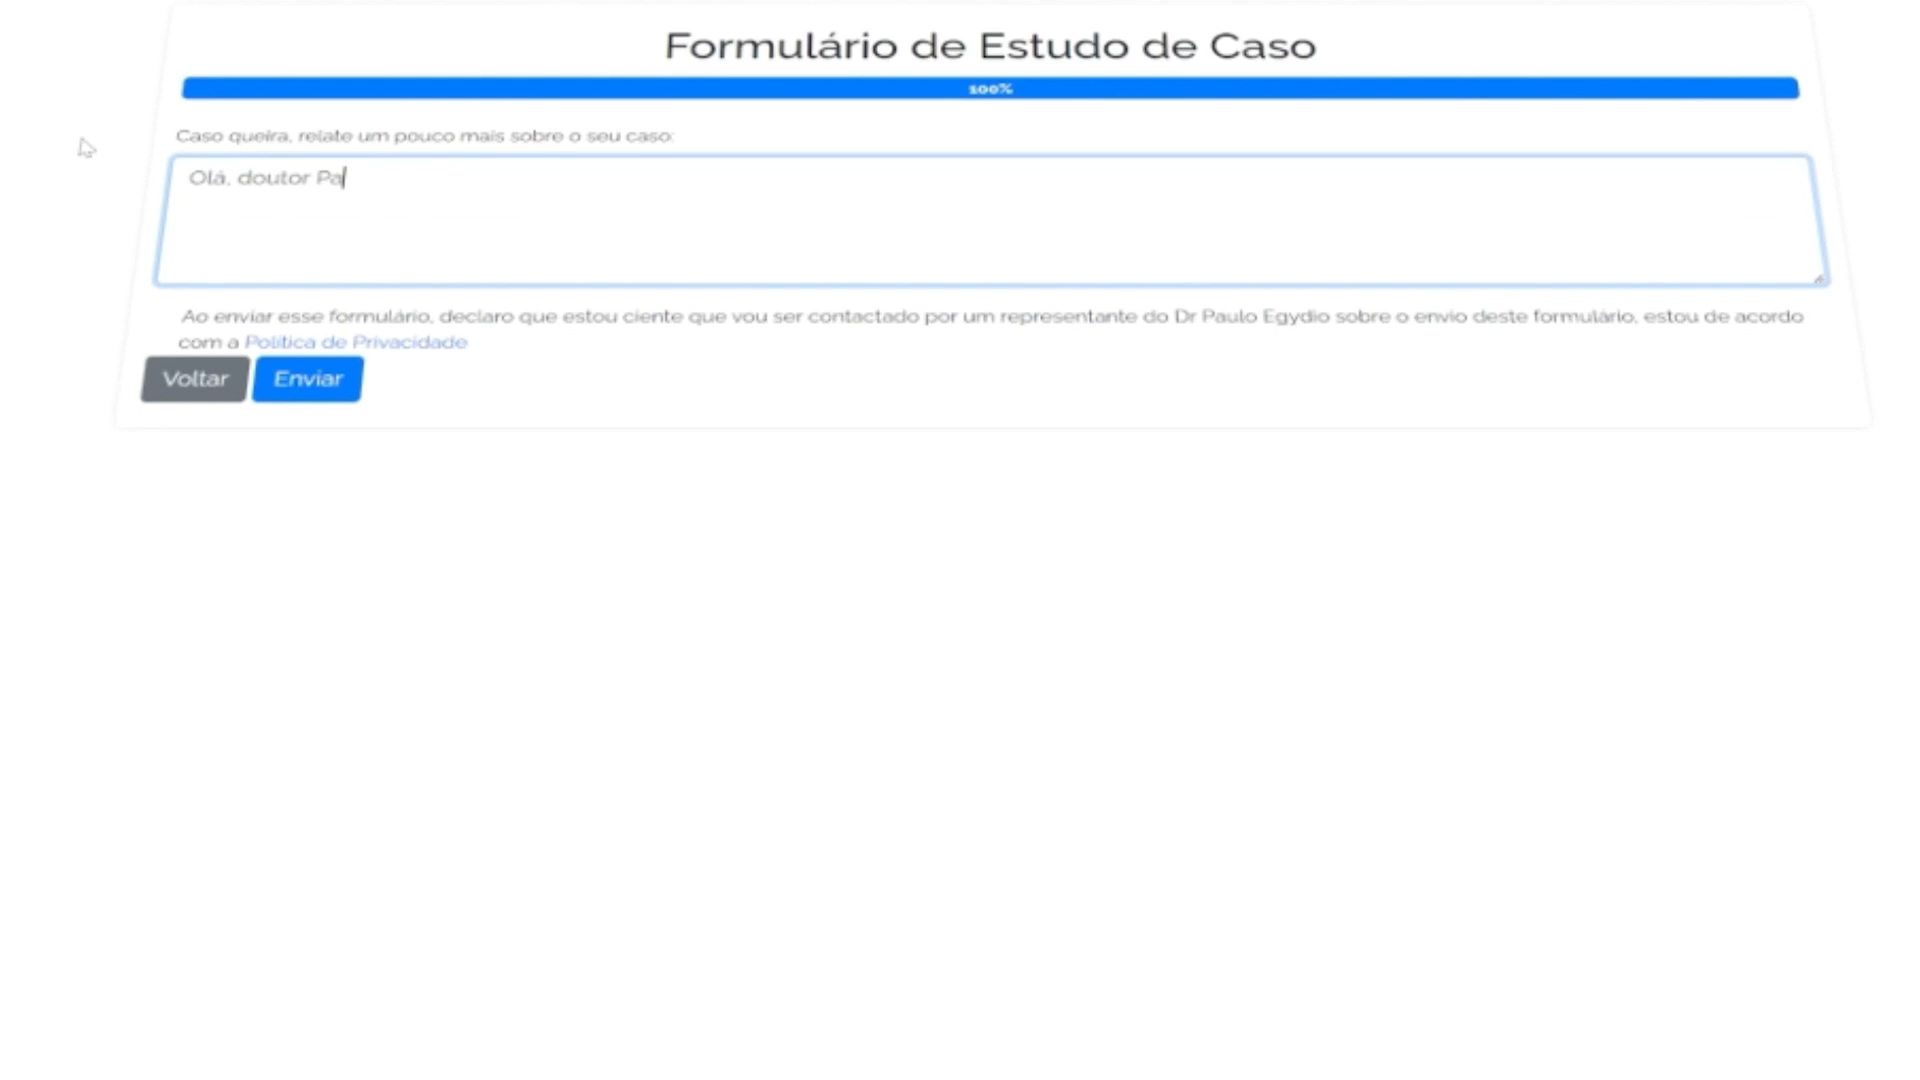 Formulário de Estudo de Caso
100%
Caso queira, relate um pouco mais sobre o seu caso:
Olá, doutor Pa
Ao enviar esse formulário, declaro que estou ciente que vou ser contactado por um representante do Dr Paulo Egydio sobre o envio deste formulário, estou de acordo
com a Política de Privacidade
Voltar Enviar